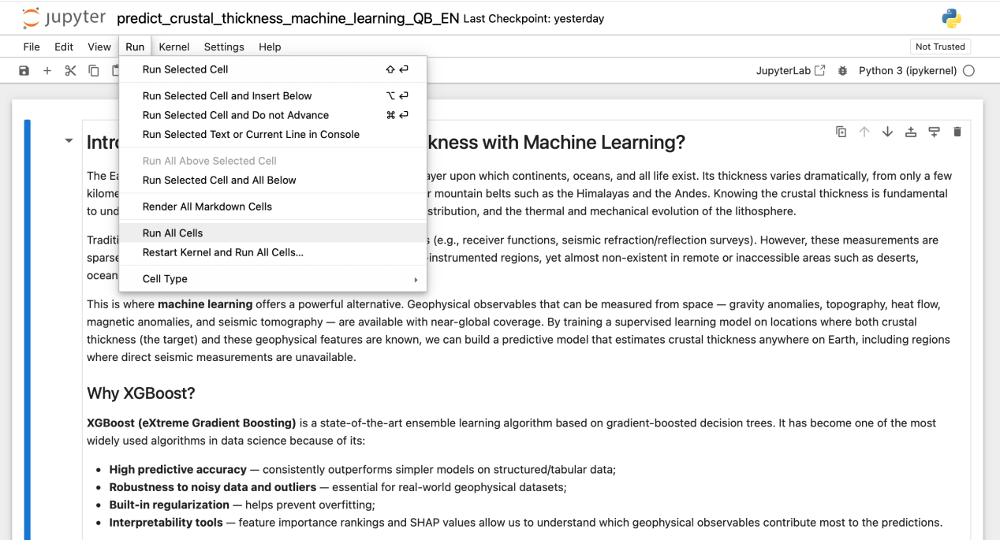 jupyter predict_crustal_thickness_machine_learning_QB_EN Last Checkpoint: yesterday
File Edit View Run Kernel Settings Help Not Trusted
JupyterLab Python 3 (ipykernel)
Run Selected Cell ⇧ ⏎
Run Selected Cell and Insert Below ⌥ ⏎
Run Selected Cell and Do not Advance ⌘ ⏎
Run Selected Text or Current Line in Console
Run All Above Selected Cell
Run Selected Cell and All Below
Render All Markdown Cells
Run All Cells
Restart Kernel and Run All Cells...
Cell Type
Intro kness with Machine Learning?
The Ea ayer upon which continents, oceans, and all life exist. Its thickness varies dramatically, from only a few
kilome r mountain belts such as the Himalayas and the Andes. Knowing the crustal thickness is fundamental
to und stribution, and the thermal and mechanical evolution of the lithosphere.
Traditi s (e.g., receiver functions, seismic refraction/reflection surveys). However, these measurements are
sparse -instrumented regions, yet almost non-existent in remote or inaccessible areas such as deserts,
ocean
This is where machine learning offers a powerful alternative. Geophysical observables that can be measured from space — gravity anomalies, topography, heat flow,
magnetic anomalies, and seismic tomography — are available with near-global coverage. By training a supervised learning model on locations where both crustal
thickness (the target) and these geophysical features are known, we can build a predictive model that estimates crustal thickness anywhere on Earth, including regions
where direct seismic measurements are unavailable.
Why XGBoost?
XGBoost (eXtreme Gradient Boosting) is a state-of-the-art ensemble learning algorithm based on gradient-boosted decision trees. It has become one of the most
widely used algorithms in data science because of its:
• High predictive accuracy — consistently outperforms simpler models on structured/tabular data;
• Robustness to noisy data and outliers — essential for real-world geophysical datasets;
• Built-in regularization — helps prevent overfitting;
• Interpretability tools — feature importance rankings and SHAP values allow us to understand which geophysical observables contribute most to the predictions.